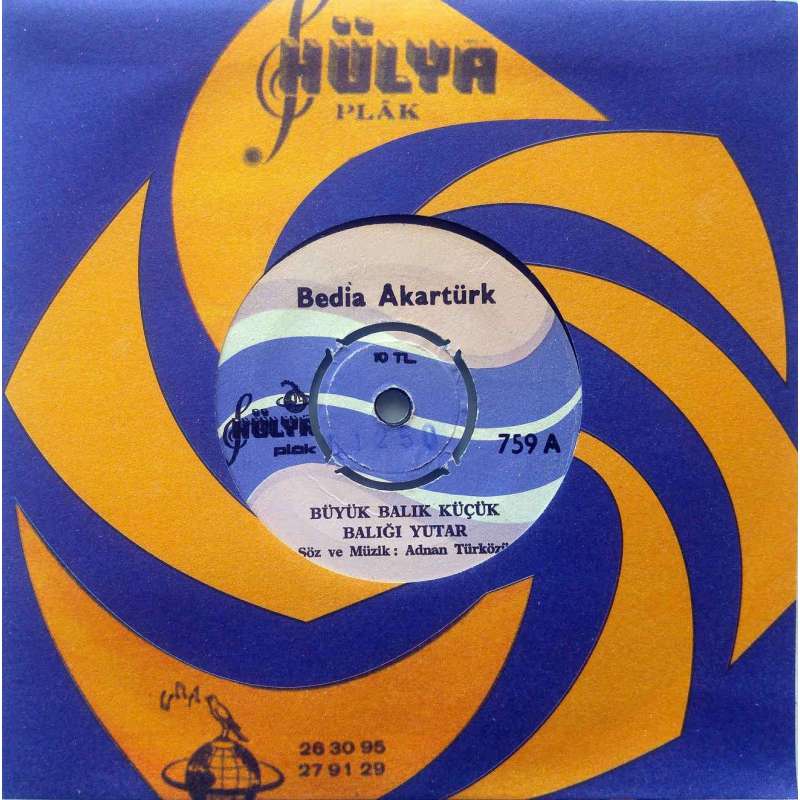 HÜLYA
PLÂK
Bedia Akartürk
10 TL.
HÜLYA
plâk
759 A
BÜYÜK BALIK KÜÇÜK
BALIĞI YUTAR
Söz ve Müzik : Adnan Türközü
26 30 95
27 91 29